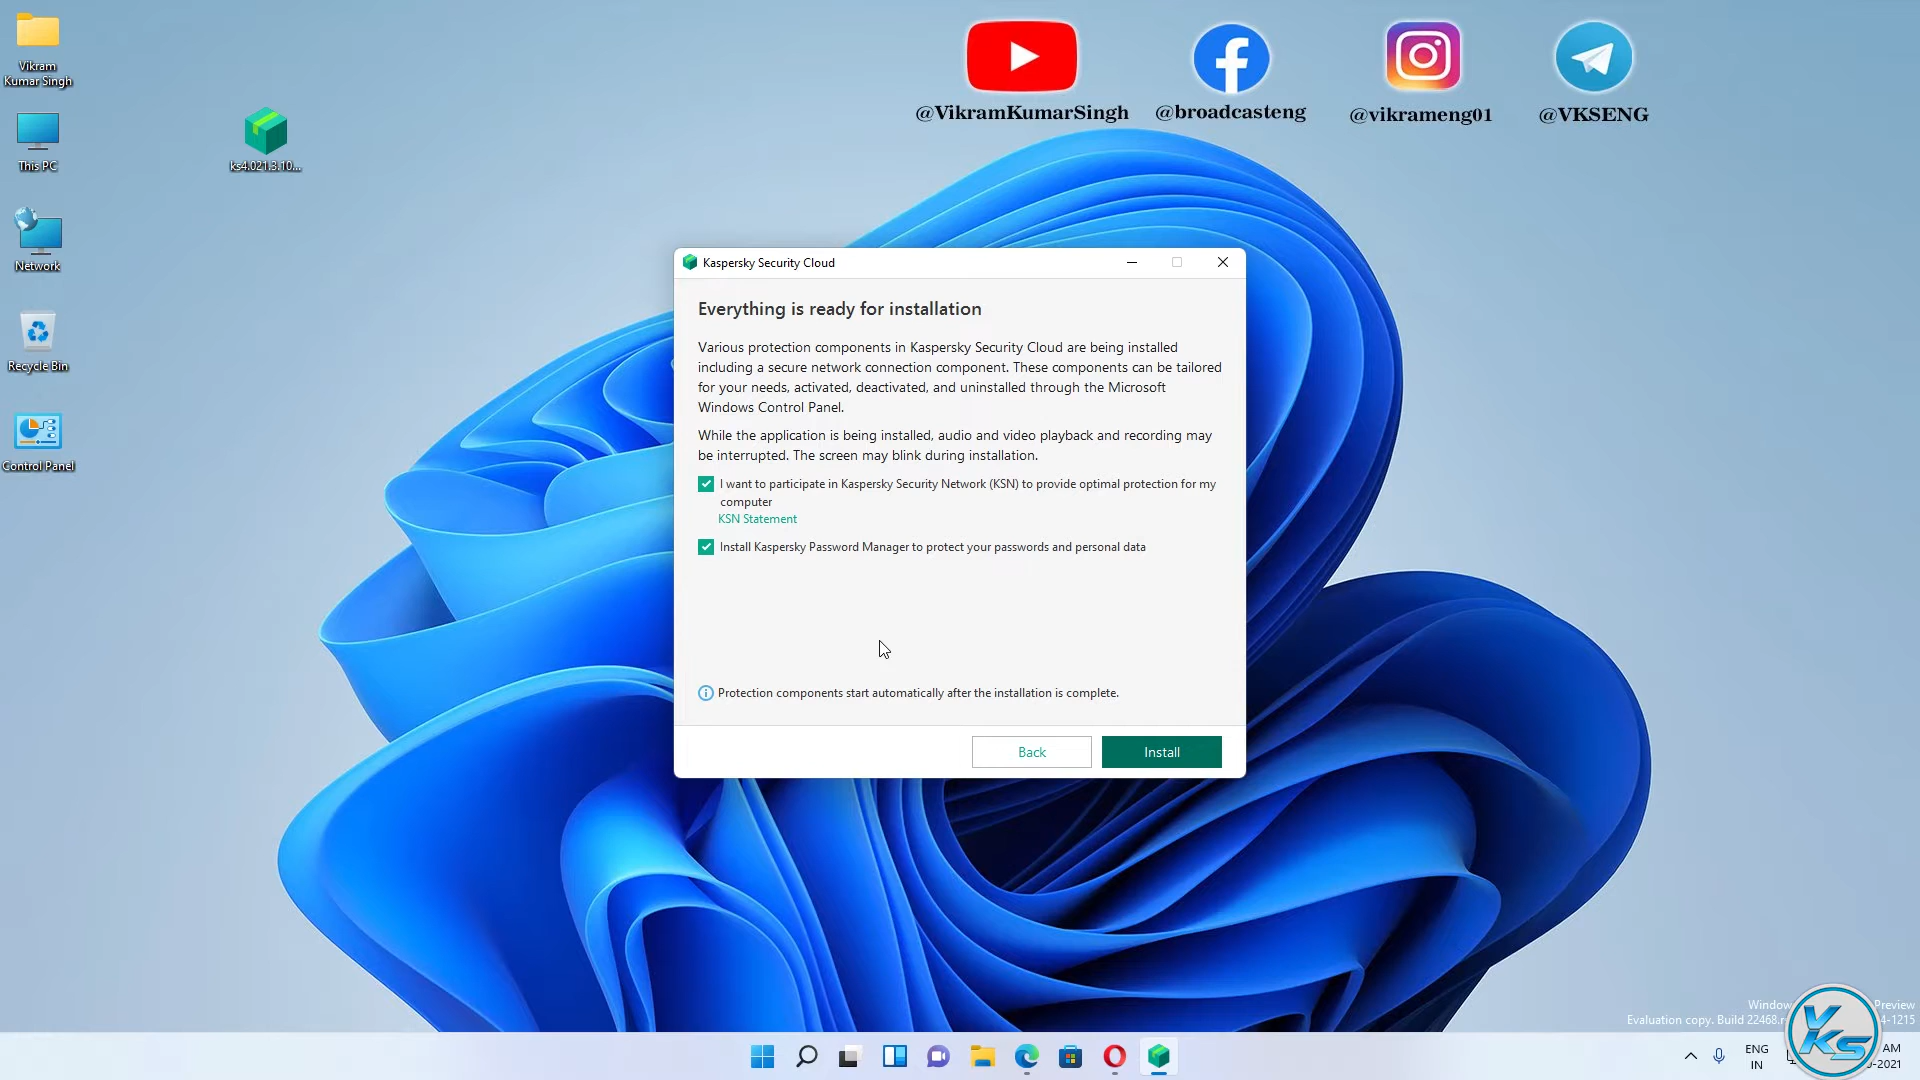 Vikram
Kumar Singh
This PC
Network
Recycle Bin
Control Panel
ks4.021.3.10...
@VikramKumarSingh
@broadcasteng
@vikrameng01
@VKSENG
Kaspersky Security Cloud
Everything is ready for installation
Various protection components in Kaspersky Security Cloud are being installed
including a secure network connection component. These components can be tailored
for your needs, activated, deactivated, and uninstalled through the Microsoft
Windows Control Panel.
While the application is being installed, audio and video playback and recording may
be interrupted. The screen may blink during installation.
I want to participate in Kaspersky Security Network (KSN) to provide optimal protection for my
computer
KSN Statement
Install Kaspersky Password Manager to protect your passwords and personal data
Protection components start automatically after the installation is complete.
Back
Install
Preview
Evaluation copy. Build 22468.
4-1215
VKS
ENG
IN
AM
-2021